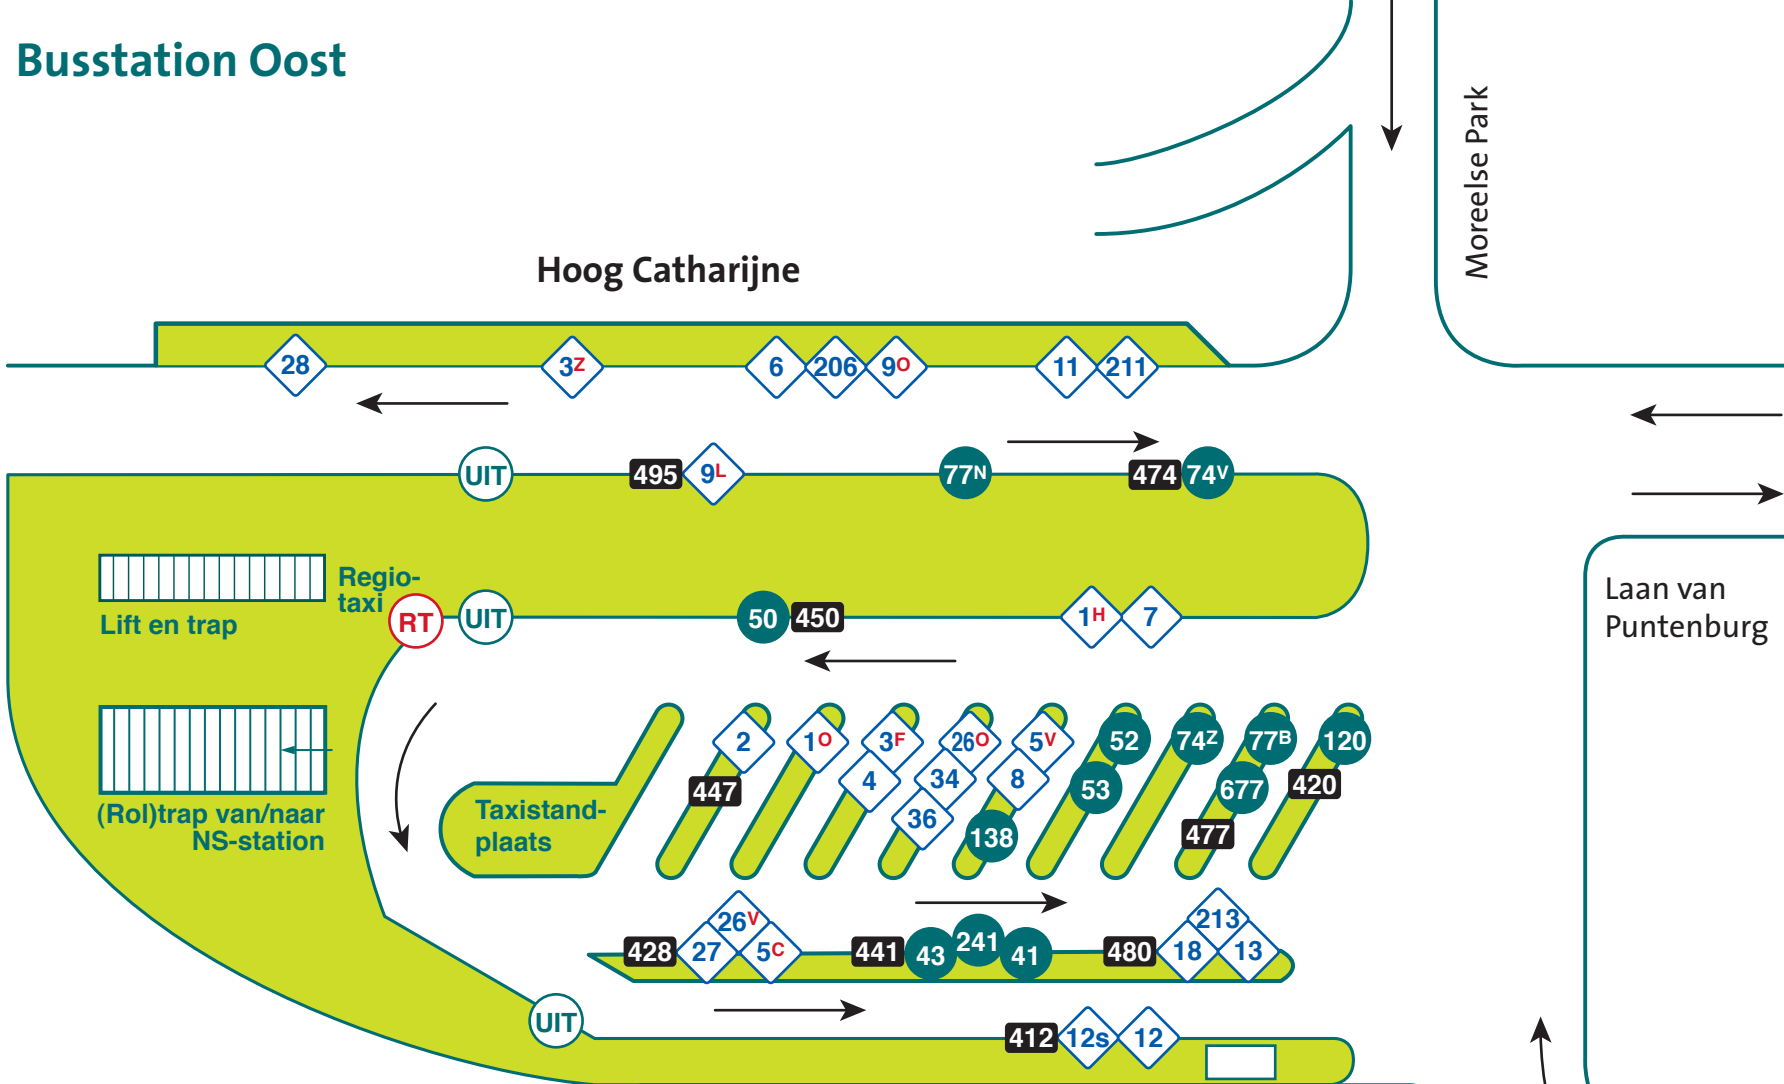 Busstation Oost
Moreelse Park
Hoog Catharijne
28
3Z
6
206
9O
11
211
UIT
495
9L
77N
474
74V
Regio-
taxi
Lift en trap
RT
UIT
50
450
1H
7
Laan van
Puntenburg
2
447
1O
3F
4
26O
34
36
5V
8
138
52
53
74Z
77B
677
477
120
420
Taxistand-
plaats
(Rol)trap van/naar
NS-station
428
26V
27
5C
441
43
241
41
480
213
18
13
UIT
412
12s
12